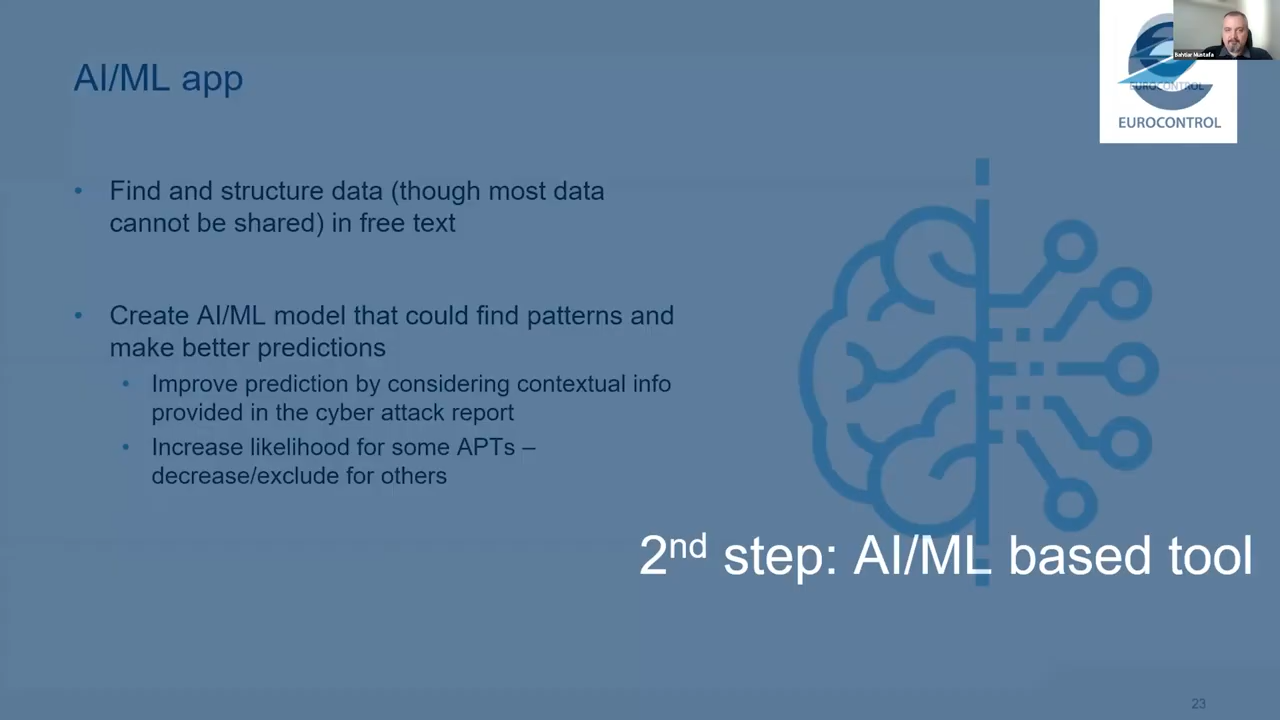 AI/ML app
Bahtiar Mustafa
EUROCONTROL
EUROCONTROL
• Find and structure data (though most data
cannot be shared) in free text
• Create AI/ML model that could find patterns and
make better predictions
• Improve prediction by considering contextual info
provided in the cyber attack report
• Increase likelihood for some APTs –
decrease/exclude for others
2nd step: AI/ML based tool
23